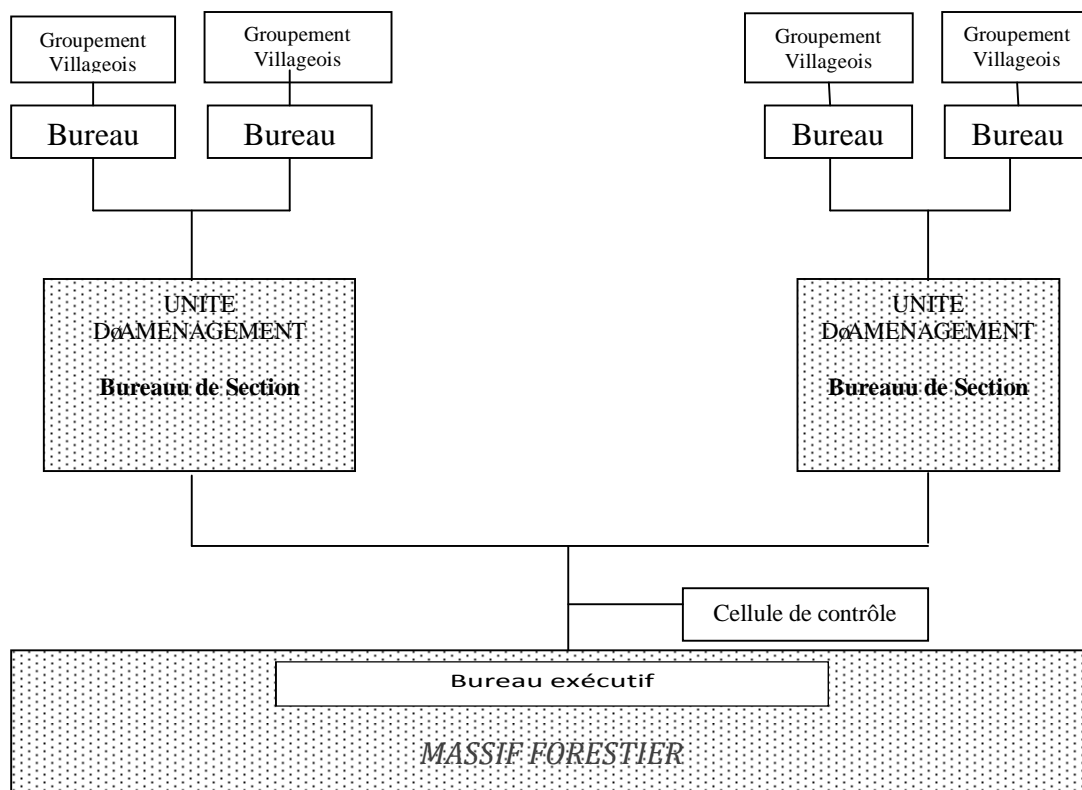 Groupement
Villageois
Groupement
Villageois
Groupement
Villageois
Groupement
Villageois
Bureau
Bureau
Bureau
Bureau
UNITE
DøAMENAGEMENT
Bureauu de Section
UNITE
DøAMENAGEMENT
Bureauu de Section
Cellule de contrôle
Bureau exécutif
MASSIF FORESTIER